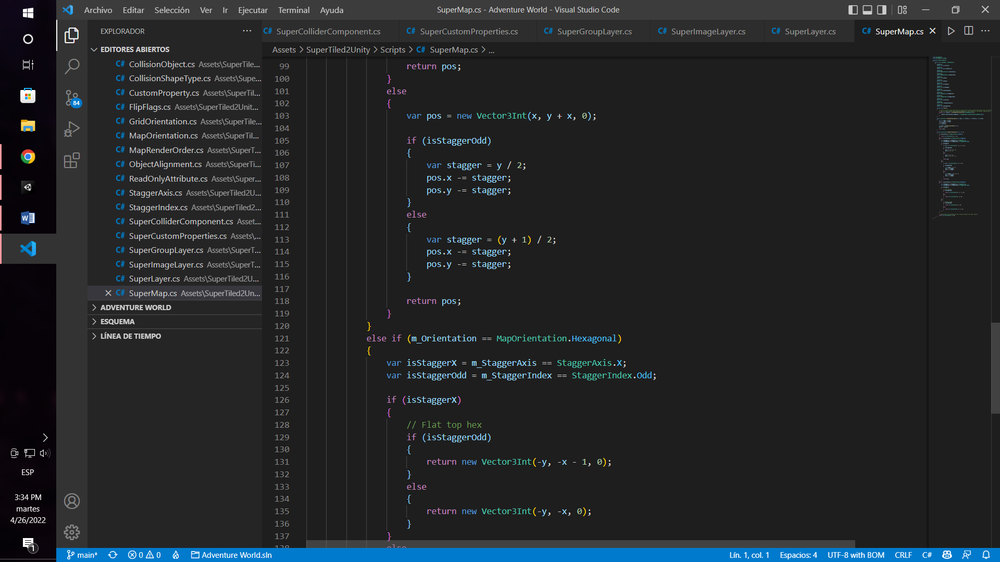 Archivo Editar Selección Ver Ir Ejecutar Terminal Ayuda
SuperMap.cs - Adventure World - Visual Studio Code
EXPLORADOR
EDITORES ABIERTOS
C# CollisionObject.cs Assets\SuperTile...
C# CollisionShapeType.cs Assets\Supe...
C# CustomProperty.cs Assets\SuperTil...
C# FlipFlags.cs Assets\SuperTiled2Unit...
C# GridOrientation.cs Assets\SuperTile...
C# MapOrientation.cs Assets\SuperTil...
C# MapRenderOrder.cs Assets\SuperT...
C# ObjectAlignment.cs Assets\SuperTi...
C# ReadOnlyAttribute.cs Assets\Super...
C# StaggerAxis.cs Assets\SuperTiled2U...
C# StaggerIndex.cs Assets\SuperTiled2...
C# SuperColliderComponent.cs Asset...
C# SuperCustomProperties.cs Assets\...
C# SuperGroupLayer.cs Assets\SuperT...
C# SuperImageLayer.cs Assets\SuperT...
C# SuperLayer.cs Assets\SuperTiled2U...
C# SuperMap.cs Assets\SuperTiled2Un...
ADVENTURE WORLD
ESQUEMA
LÍNEA DE TIEMPO
84
C# SuperColliderComponent.cs C# SuperCustomProperties.cs C# SuperGroupLayer.cs C# SuperImageLayer.cs C# SuperLayer.cs C# SuperMap.cs
Assets > SuperTiled2Unity > Scripts > C# SuperMap.cs > ...
99 return pos;
100 }
101 else
102 {
103 var pos = new Vector3Int(x, y + x, 0);
104
105 if (isStaggerOdd)
106 {
107 var stagger = y / 2;
108 pos.x -= stagger;
109 pos.y -= stagger;
110 }
111 else
112 {
113 var stagger = (y + 1) / 2;
114 pos.x -= stagger;
115 pos.y -= stagger;
116 }
117
118 return pos;
119 }
120 }
121 else if (m_Orientation == MapOrientation.Hexagonal)
122 {
123 var isStaggerX = m_StaggerAxis == StaggerAxis.X;
124 var isStaggerOdd = m_StaggerIndex == StaggerIndex.Odd;
125
126 if (isStaggerX)
127 {
128 // Flat top hex
129 if (isStaggerOdd)
130 {
131 return new Vector3Int(-y, -x - 1, 0);
132 }
133 else
134 {
135 return new Vector3Int(-y, -x, 0);
136 }
137 }
138 else
ESP
3:34 PM
martes
4/26/2022
1
main* 0 0 Adventure World.sln
Lín. 1, col. 1 Espacios: 4 UTF-8 with BOM CRLF C#